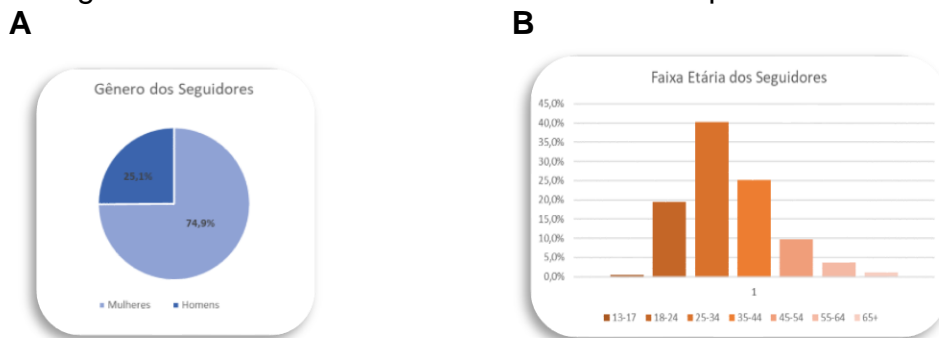 A
B
Gênero dos Seguidores
25,1%
74,9%
Mulheres Homens
Faixa Etária dos Seguidores
45,0%
40,0%
35,0%
30,0%
25,0%
20,0%
15,0%
10,0%
5,0%
0,0%
1
13-17 18-24 25-34 35-44 45-54 55-64 65+